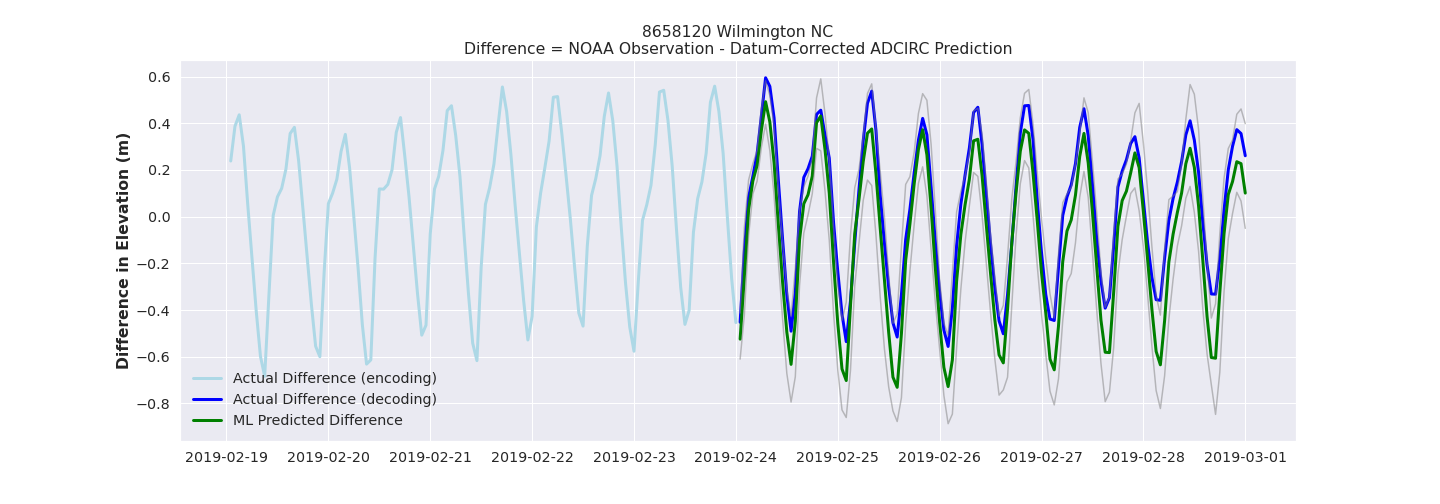 8658120 Wilmington NC
Difference = NOAA Observation - Datum-Corrected ADCIRC Prediction
Difference in Elevation (m)
0.6
0.4
0.2
0.0
−0.2
−0.4
−0.6
−0.8
Actual Difference (encoding)
Actual Difference (decoding)
ML Predicted Difference
2019-02-19 2019-02-20 2019-02-21 2019-02-22 2019-02-23 2019-02-24 2019-02-25 2019-02-26 2019-02-27 2019-02-28 2019-03-01